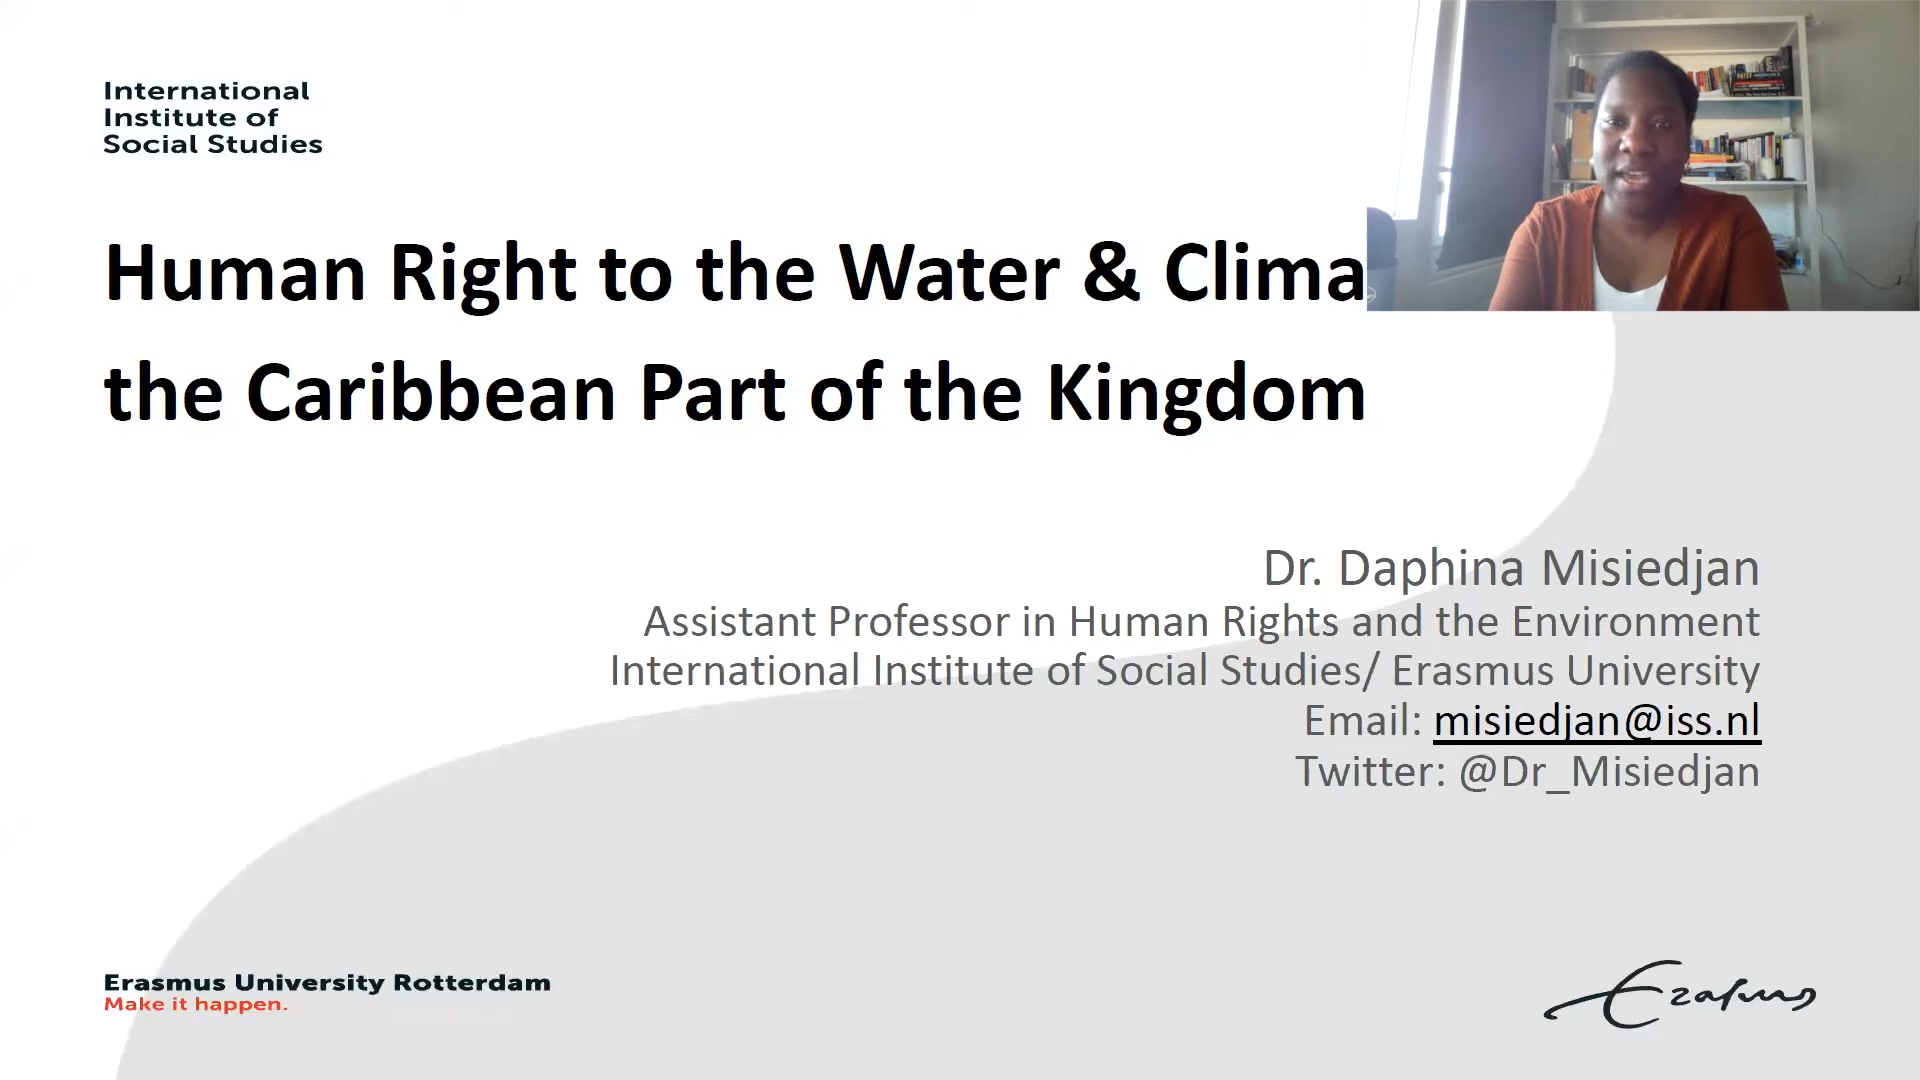 International
Institute of
Social Studies
Human Right to the Water & Clima
the Caribbean Part of the Kingdom
Dr. Daphina Misiedjan
Assistant Professor in Human Rights and the Environment
International Institute of Social Studies/ Erasmus University
Email: misiedjan@iss.nl
Twitter: @Dr_Misiedjan
Erasmus University Rotterdam
Make it happen.
Erasmus